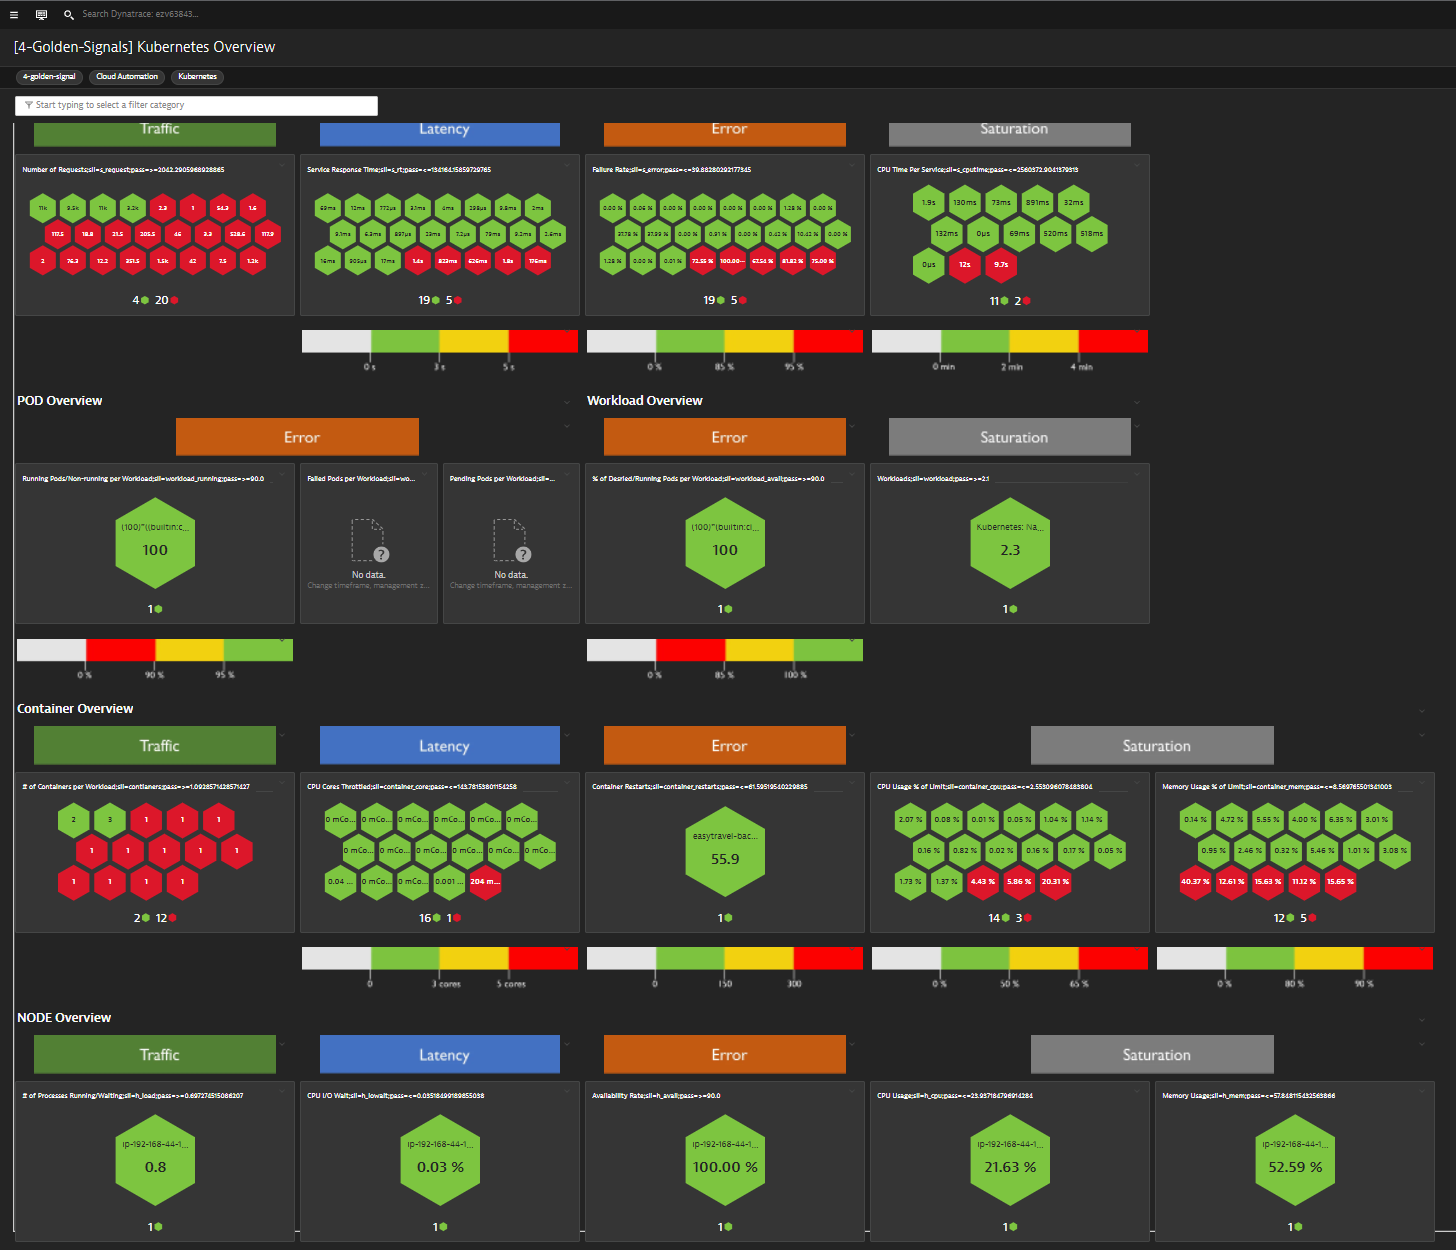 Search Dynatrace: ezv63843...
[4-Golden-Signals] Kubernetes Overview
4-golden-signal Cloud Automation Kubernetes
Start typing to select a filter category
Traffic Latency Error Saturation
Number of Requests;sli=s_request;pass=>=2042.2905968928865
Service Response Time;sli=s_rt;pass=<=134164.15859729765
Failure Rate;sli=s_error;pass=<=39.88280292177345
CPU Time Per Service;sli=s_cputime;pass=<=2560372.9041379313
11k 9.5k 11k 3.2k 2.3 1 54.3 1.6
117.5 18.8 21.5 205.5 46 3.3 528.6 117.9
2 76.3 12.2 351.5 1.5k 42 7.5 1.2k
4 20
69ms 12ms 772µs 3.1ms 4ms 238µs 3.8ms 2ms
9.1ms 6.3ms 837µs 23ms 7.2µs 79ms 3.2ms 2.6ms
16ms 305µs 17ms 1.4s 823ms 626ms 1.8s 176ms
19 5
0.00 % 0.06 % 0.00 % 0.00 % 0.00 % 0.00 % 1.28 % 0.00 %
37.78 % 37.99 % 0.00 % 0.91 % 0.00 % 0.42 % 10.42 % 0.00 %
1.28 % 0.00 % 0.01 % 72.55 % 100.00... 67.54 % 81.82 % 75.00 %
19 5
1.9s 130ms 73ms 891ms 32ms
132ms 0µs 69ms 520ms 518ms
0µs 12s 9.7s
11 2
0 s 3 s 5 s
0 % 85 % 95 %
0 min 2 min 4 min
POD Overview Workload Overview
Error Error Saturation
Running Pods/Non-running per Workload;sli=workload_running;pass=>=90.0
Failed Pods per Workload;sli=wo...
Pending Pods per Workload;sli=...
% of Desried/Running Pods per Workload;sli=workload_avail;pass=>=90.0
Workloads;sli=workload;pass=>=2.1
(100)*((builtin:c...
100
1
No data.
Change timeframe, management z...
No data.
Change timeframe, management z...
(100)*(builtin:cl...
100
1
Kubernetes: Na...
2.3
1
0 % 90 % 95 %
0 % 85 % 100 %
Container Overview
Traffic Latency Error Saturation
# of Containers per Workload;sli=contianers;pass=>=1.0928571428571427
CPU Cores Throttled;sli=container_core;pass=<=143.78153801154258
Container Restarts;sli=container_restarts;pass=<=61.59519540229885
CPU Usage % of Limit;sli=container_cpu;pass=<=2.553096078483804
Memory Usage % of Limit;sli=container_mem;pass=<=8.569765501341003
2 3 1 1 1
1 1 1 1 1
1 1 1 1
2 12
0 mCo... 0 mCo... 0 mCo... 0 mCo... 0 mCo... 0 mCo...
0 mCo... 0 mCo... 0 mCo... 0 mCo... 0 mCo... 0 mCo...
0.04 ... 0 mCo... 0 mCo... 0.001 ... 204 m...
16 1
easytravel-bac...
55.9
1
2.07 % 0.08 % 0.01 % 0.05 % 1.04 % 1.14 %
0.16 % 0.82 % 0.02 % 0.16 % 0.17 % 0.05 %
1.73 % 1.37 % 4.43 % 5.86 % 20.31 %
14 3
0.14 % 4.72 % 5.55 % 4.00 % 6.35 % 3.01 %
0.95 % 2.46 % 0.32 % 5.46 % 1.01 % 3.08 %
40.37 % 12.61 % 15.63 % 11.12 % 15.65 %
12 5
0 3 cores 5 cores
0 150 300
0 % 50 % 65 %
0 % 80 % 90 %
NODE Overview
Traffic Latency Error Saturation
# of Processes Running/Waiting;sli=h_load;pass=>=0.697274515086207
CPU I/O Wait;sli=h_iowait;pass=<=0.03518499189855038
Availability Rate;sli=h_avail;pass=>=90.0
CPU Usage;sli=h_cpu;pass=<=23.937184796914284
Memory Usage;sli=h_mem;pass=<=57.848115432563866
ip-192-168-44-1...
0.8
1
ip-192-168-44-1...
0.03 %
1
ip-192-168-44-1...
100.00 %
1
ip-192-168-44-1...
21.63 %
1
ip-192-168-44-1...
52.59 %
1